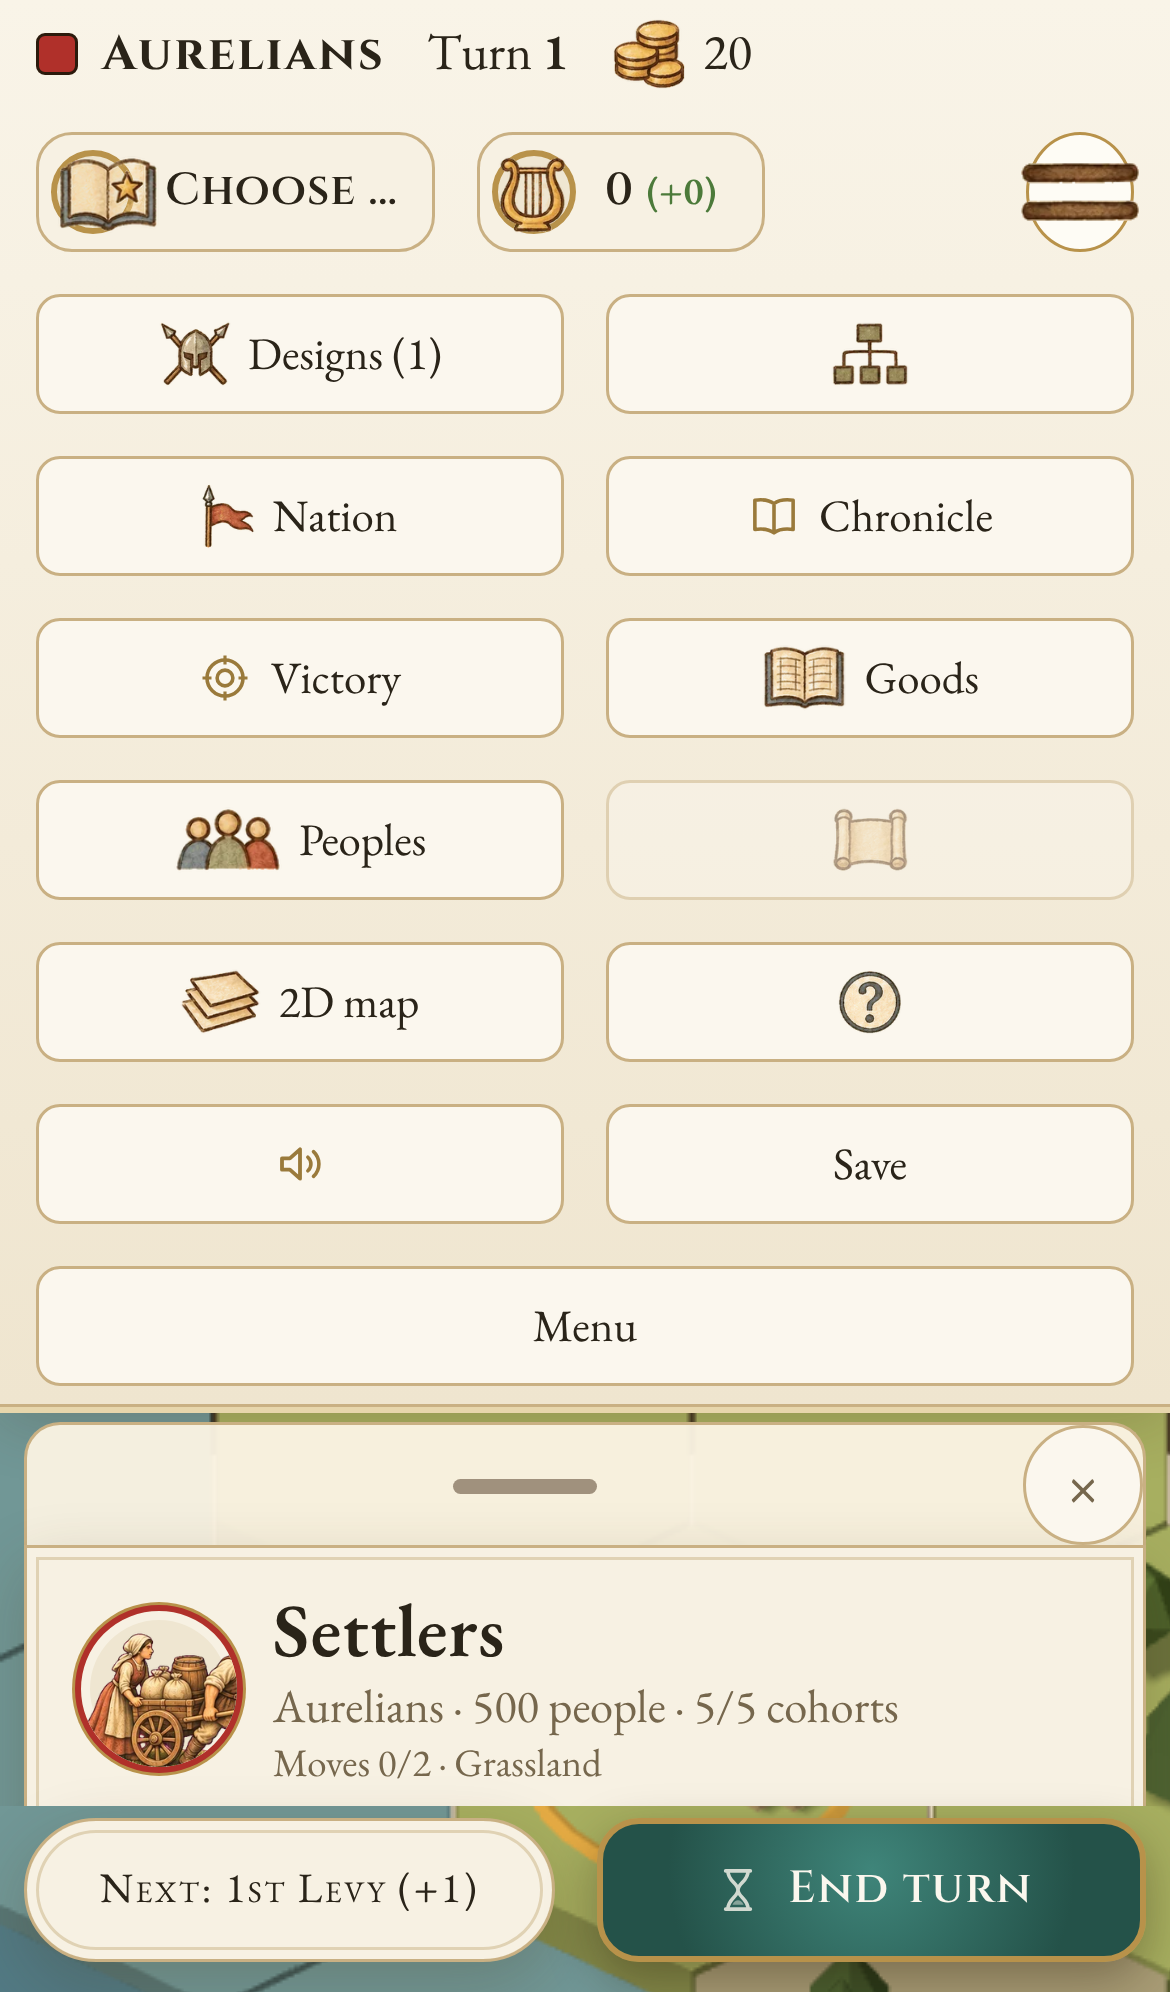 AURELIANS Turn 1 20
CHOOSE ... 0 (+0)
Designs (1)
Nation Chronicle
Victory Goods
Peoples
2D map ?
Save
Menu
×
Settlers
Aurelians · 500 people · 5/5 cohorts
Moves 0/2 · Grassland
NEXT: 1ST LEVY (+1) END TURN